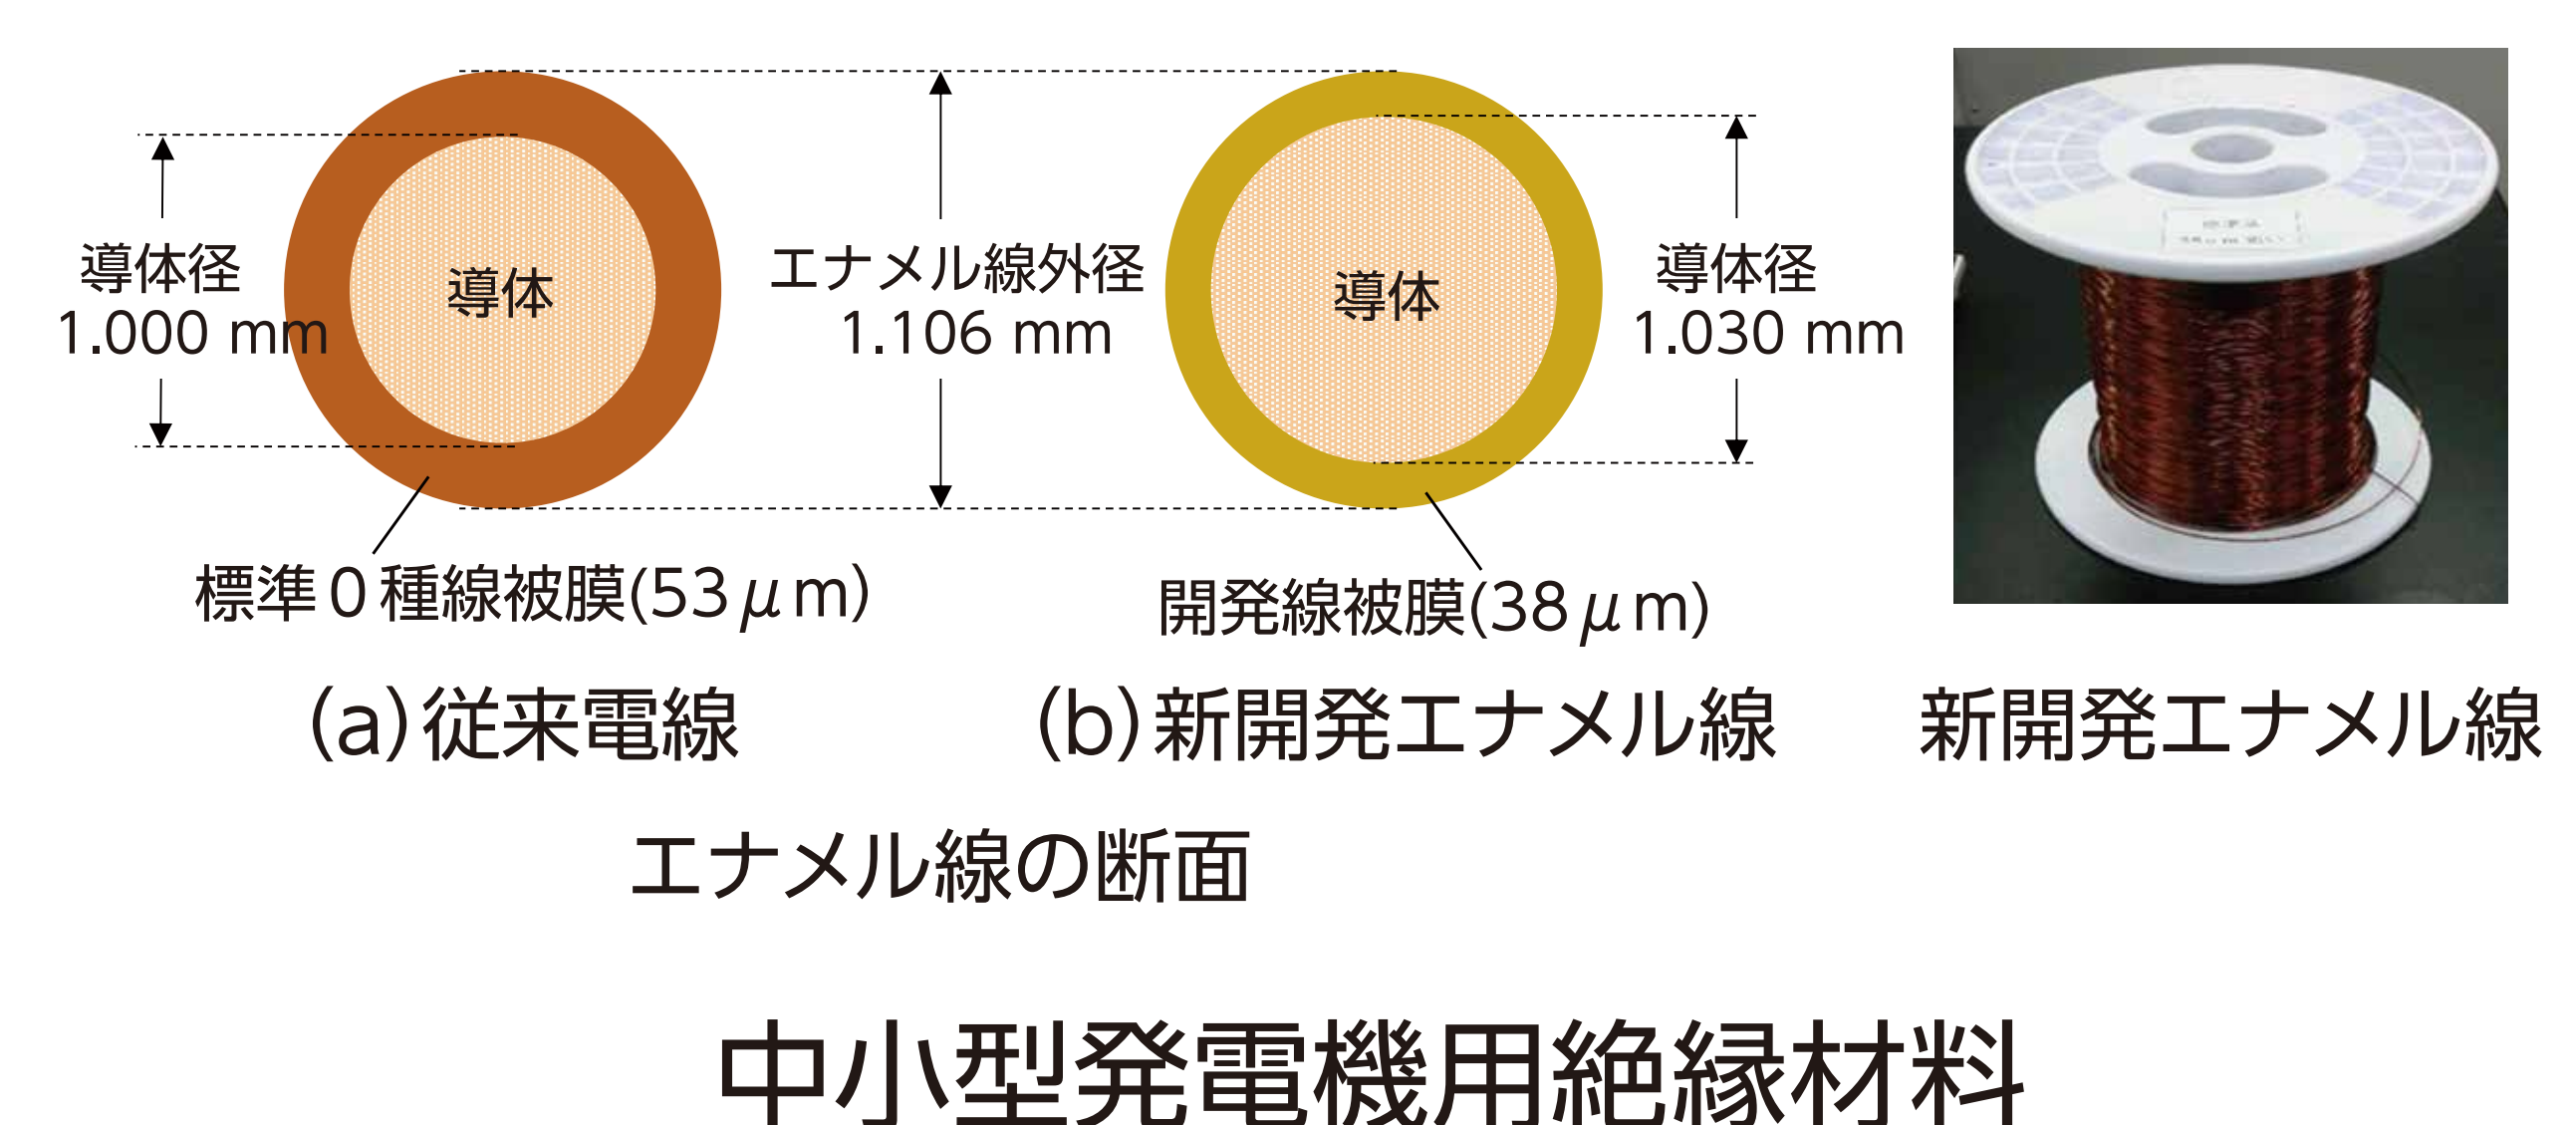 導体径
1.000 mm
導体
エナメル線外径
1.106 mm
導体
導体径
1.030 mm
標準0種線被膜(53μm)
開発線被膜(38μm)
(a)従来電線
(b)新開発エナメル線
新開発エナメル線
エナメル線の断面
中小型発電機用絶縁材料